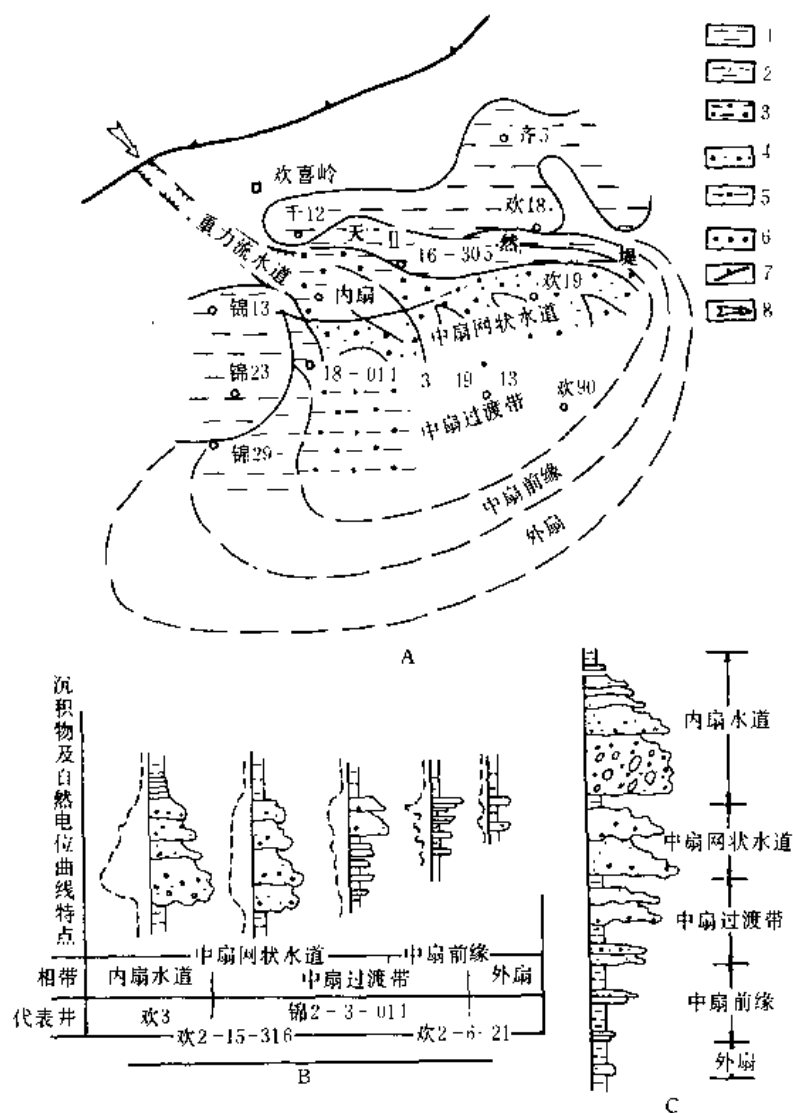 1
2
3
4
5
6
7
8
齐5
欢喜岭
千12
欢18
天 Ⅱ 然 堤
16-305
重力流水道
内扇
欢19
锦13
中扇网状水道
锦23
18-011 3 19 13
欢90
中扇过渡带
锦29
中扇前缘
外扇
A
沉积物及自然电位曲线特点
中扇网状水道 中扇前缘
相带 内扇水道 中扇过渡带 外扇
代表井 欢3 锦2-3-011
欢2-15-316 欢2-6-21
B
内扇水道
中扇网状水道
中扇过渡带
中扇前缘
外扇
C